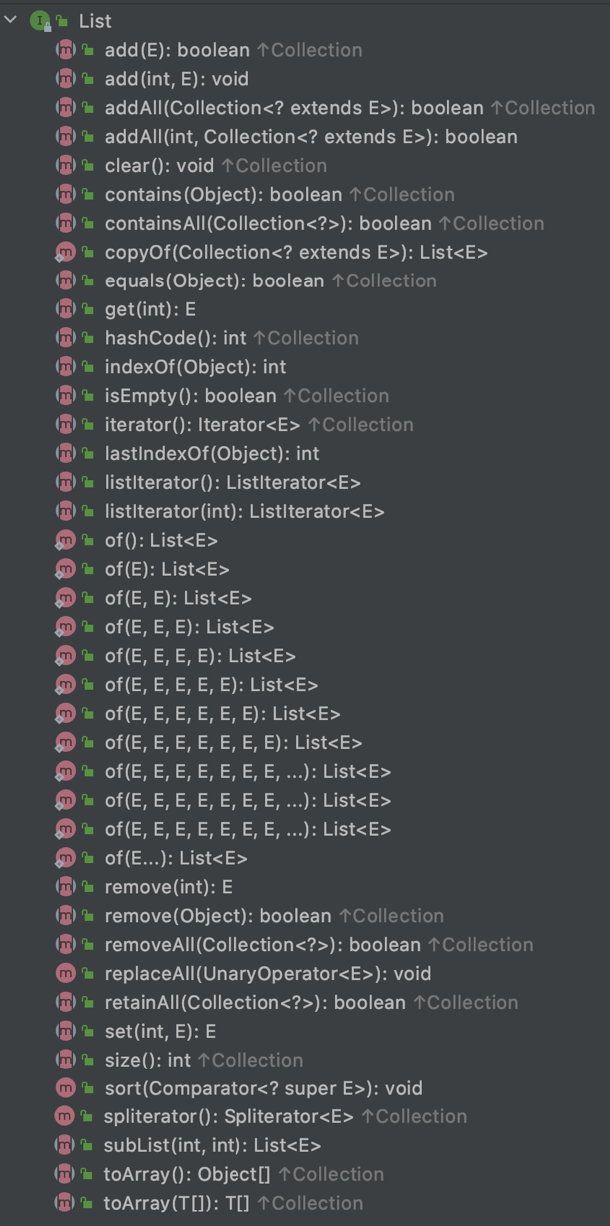 List
add(E): boolean ↑Collection
add(int, E): void
addAll(Collection<? extends E>): boolean ↑Collection
addAll(int, Collection<? extends E>): boolean
clear(): void ↑Collection
contains(Object): boolean ↑Collection
containsAll(Collection<?>): boolean ↑Collection
copyOf(Collection<? extends E>): List<E>
equals(Object): boolean ↑Collection
get(int): E
hashCode(): int ↑Collection
indexOf(Object): int
isEmpty(): boolean ↑Collection
iterator(): Iterator<E> ↑Collection
lastIndexOf(Object): int
listIterator(): ListIterator<E>
listIterator(int): ListIterator<E>
of(): List<E>
of(E): List<E>
of(E, E): List<E>
of(E, E, E): List<E>
of(E, E, E, E): List<E>
of(E, E, E, E, E): List<E>
of(E, E, E, E, E, E): List<E>
of(E, E, E, E, E, E, E): List<E>
of(E, E, E, E, E, E, E, ...): List<E>
of(E, E, E, E, E, E, E, ...): List<E>
of(E, E, E, E, E, E, E, ...): List<E>
of(E...): List<E>
remove(int): E
remove(Object): boolean ↑Collection
removeAll(Collection<?>): boolean ↑Collection
replaceAll(UnaryOperator<E>): void
retainAll(Collection<?>): boolean ↑Collection
set(int, E): E
size(): int ↑Collection
sort(Comparator<? super E>): void
spliterator(): Spliterator<E> ↑Collection
subList(int, int): List<E>
toArray(): Object[] ↑Collection
toArray(T[]): T[] ↑Collection